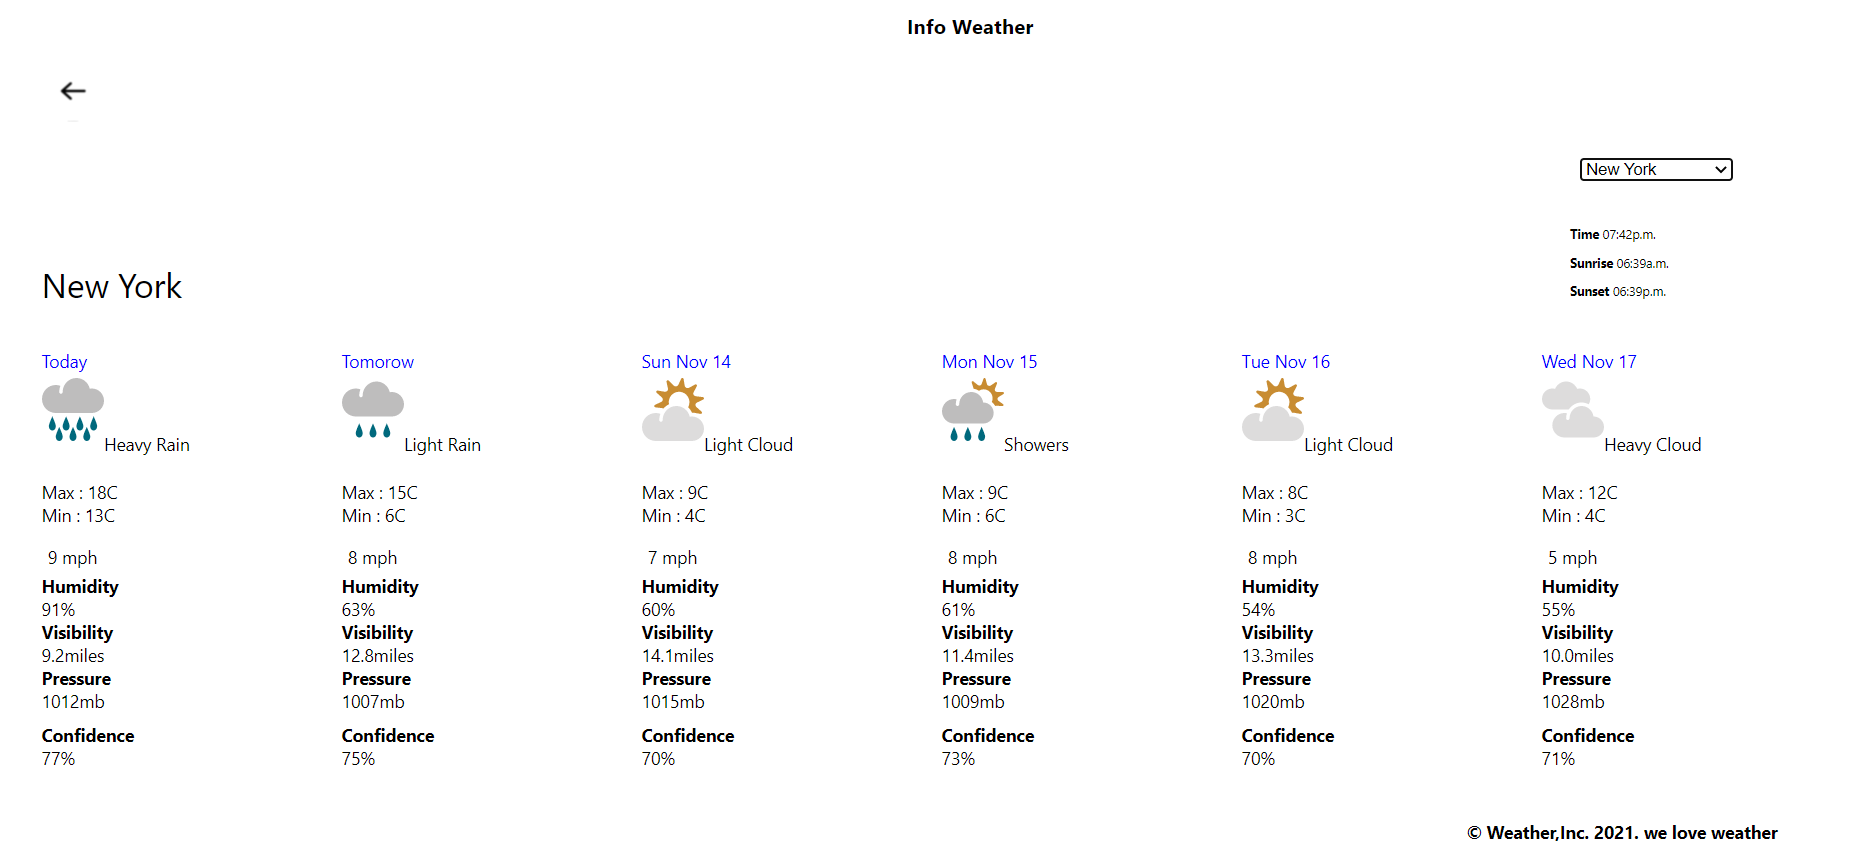 Info Weather
New York
Time 07:42p.m.
Sunrise 06:39a.m.
Sunset 06:39p.m.
New York
Today
Heavy Rain
Max : 18C
Min : 13C
9 mph
Humidity
91%
Visibility
9.2miles
Pressure
1012mb
Confidence
77%
Tomorow
Light Rain
Max : 15C
Min : 6C
8 mph
Humidity
63%
Visibility
12.8miles
Pressure
1007mb
Confidence
75%
Sun Nov 14
Light Cloud
Max : 9C
Min : 4C
7 mph
Humidity
60%
Visibility
14.1miles
Pressure
1015mb
Confidence
70%
Mon Nov 15
Showers
Max : 9C
Min : 6C
8 mph
Humidity
61%
Visibility
11.4miles
Pressure
1009mb
Confidence
73%
Tue Nov 16
Light Cloud
Max : 8C
Min : 3C
8 mph
Humidity
54%
Visibility
13.3miles
Pressure
1020mb
Confidence
70%
Wed Nov 17
Heavy Cloud
Max : 12C
Min : 4C
5 mph
Humidity
55%
Visibility
10.0miles
Pressure
1028mb
Confidence
71%
© Weather,Inc. 2021. we love weather